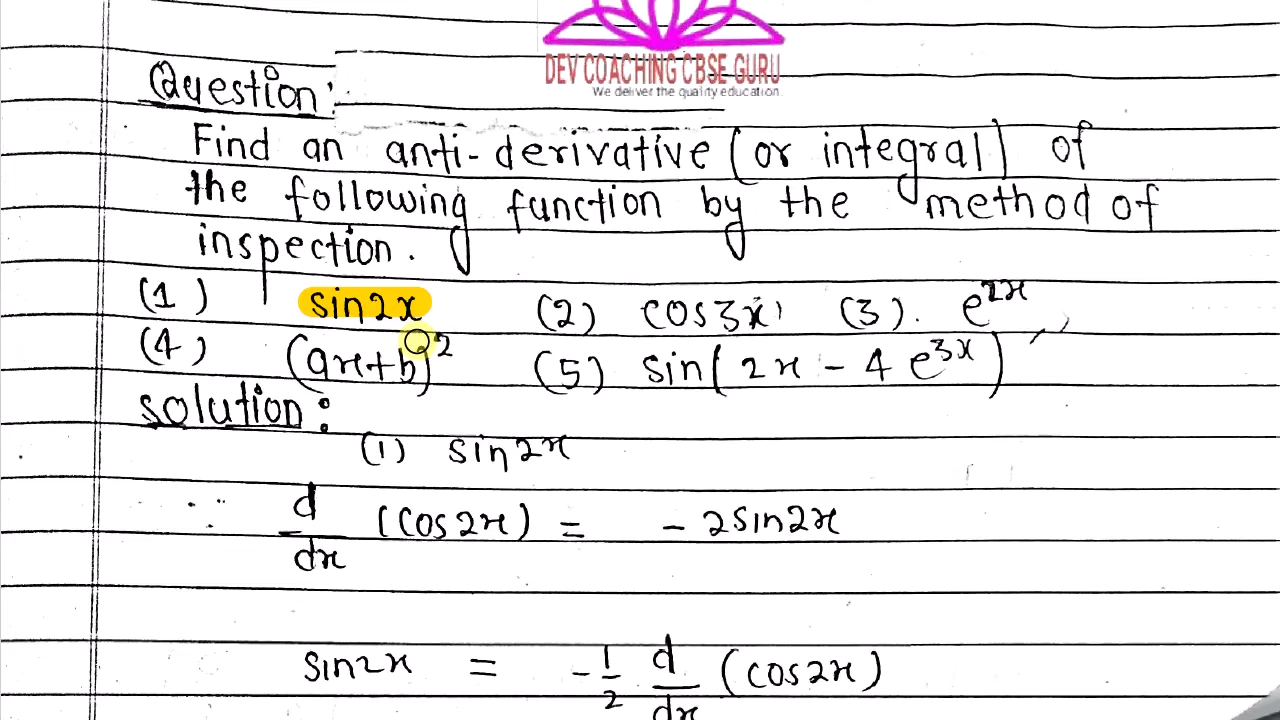 DEV COACHING CBSE GURU
We deliver the quality education
Question:
Find an anti-derivative (or integral) of
the following function by the method of
inspection.
(1) sin2x (2) cos3x (3). e^2x
(4) (ax+b)^2 (5) sin(2x - 4 e^3x)
solution:
(1) sin2x
∵ d/dx (cos2x) = - 2sin2x
sin2x = -1/2 d/dx (cos2x)